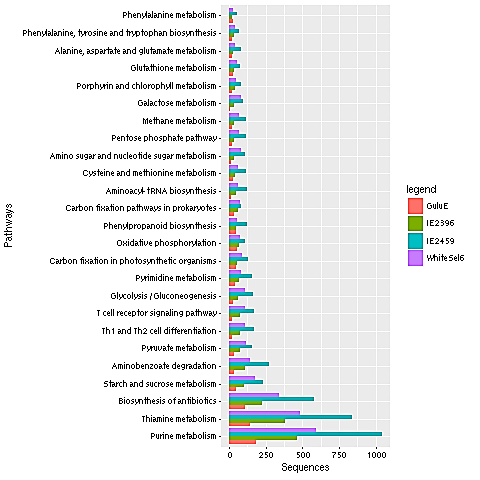 Phenylalanine metabolism
Phenylalanine, tyrosine and tryptophan biosynthesis
Alanine, aspartate and glutamate metabolism
Glutathione metabolism
Porphyrin and chlorophyll metabolism
Galactose metabolism
Methane metabolism
Pentose phosphate pathway
Amino sugar and nucleotide sugar metabolism
Cysteine and methionine metabolism
Aminoacyl-tRNA biosynthesis
Carbon fixation pathways in prokaryotes
Phenylpropanoid biosynthesis
Oxidative phosphorylation
Carbon fixation in photosynthetic organisms
Pyrimidine metabolism
Glycolysis / Gluconeogenesis
T cell receptor signaling pathway
Th1 and Th2 cell differentiation
Pyruvate metabolism
Aminobenzoate degradation
Starch and sucrose metabolism
Biosynthesis of antibiotics
Thiamine metabolism
Purine metabolism
Pathways
0 250 500 750 1000
Sequences
legend
GuluE
IE2396
IE2459
WhiteSel6